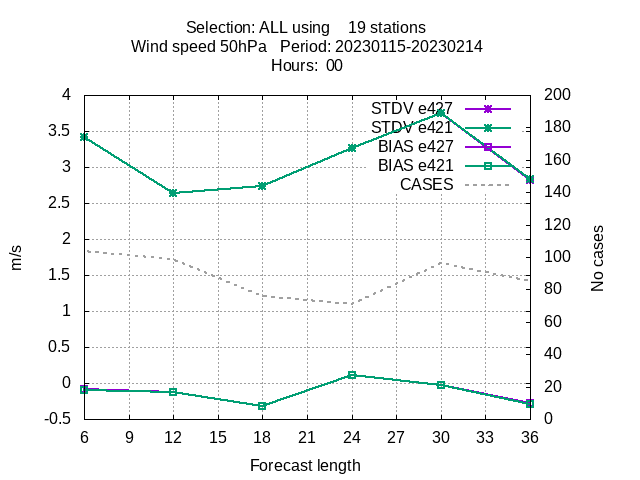 Selection: ALL using 19 stations
Wind speed 50hPa Period: 20230115-20230214
Hours: 00
STDV e427
STDV e421
BIAS e427
BIAS e421
CASES
4
3.5
3
2.5
2
1.5
1
0.5
0
-0.5
m/s
200
180
160
140
120
100
80
60
40
20
0
No cases
6 9 12 15 18 21 24 27 30 33 36
Forecast length